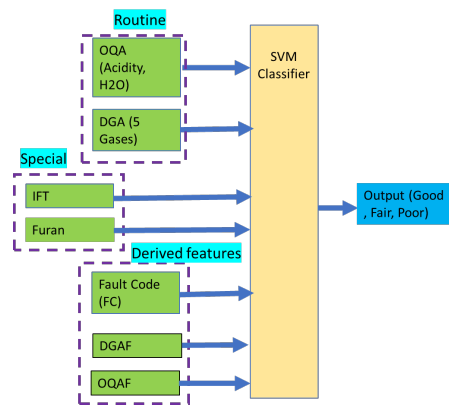 Routine
OQA
(Acidity,
H2O)
DGA (5
Gases)
Special
IFT
Furan
Derived features
Fault Code
(FC)
DGAF
OQAF
SVM
Classifier
Output (Good
, Fair, Poor)